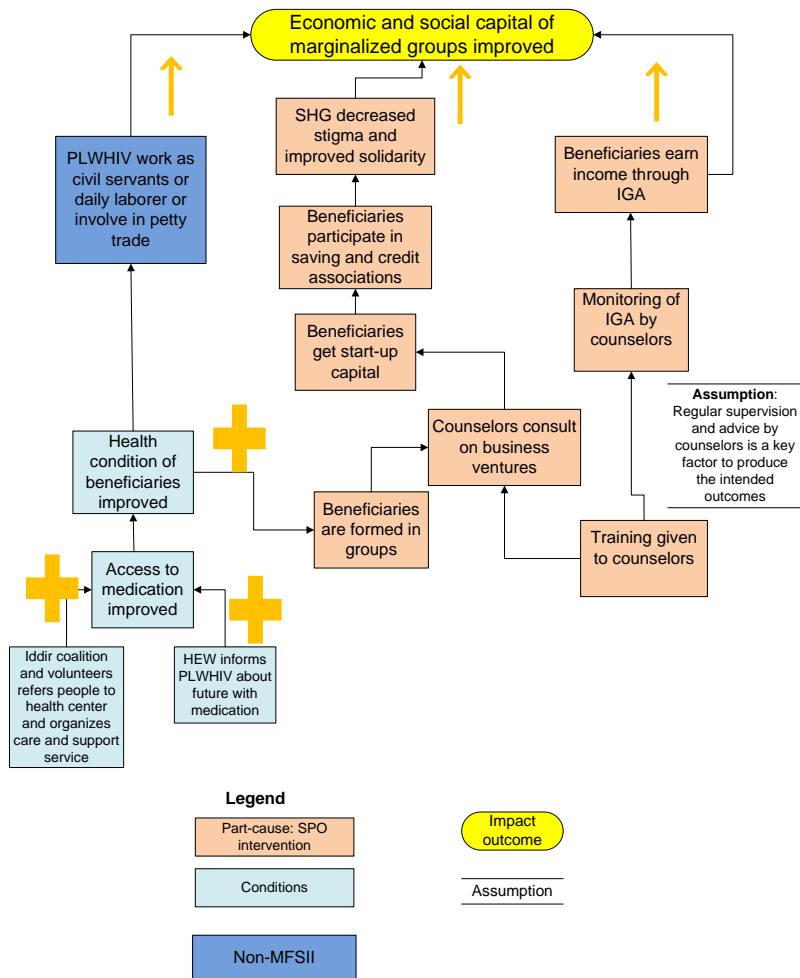 Economic and social capital of
marginalized groups improved
SHG decreased
stigma and
improved solidarity
PLWHIV work as
civil servants or
daily laborer or
involve in petty
trade
Beneficiaries earn
income through
IGA
Beneficiaries
participate in
saving and credit
associations
Monitoring of
IGA by
counselors
Beneficiaries
get start-up
capital
Assumption:
Regular supervision
and advice by
counselors is a key
factor to produce
the intended
outcomes
Counselors consult
on business
ventures
Health
condition of
beneficiaries
improved
Beneficiaries
are formed in
groups
Training given
to counselors
Access to
medication
improved
Iddir coalition
and volunteers
refers people to
health center
and organizes
care and support
service
HEW informs
PLWHIV about
future with
medication
Legend
Part-cause: SPO
intervention
Impact
outcome
Conditions
Assumption
Non-MFSII